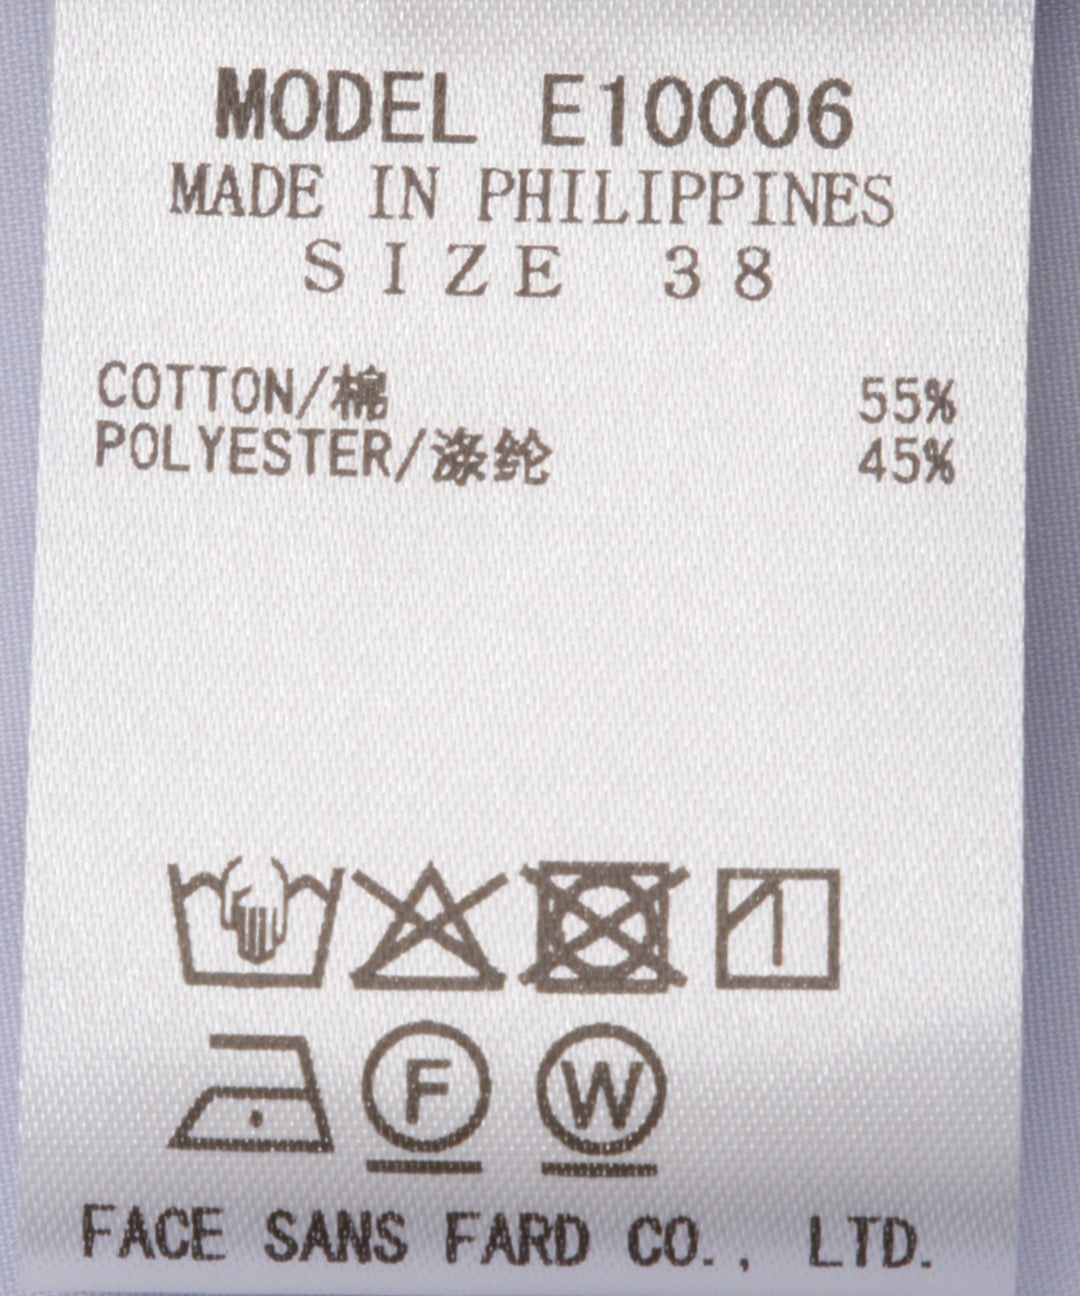 MODEL E10006
MADE IN PHILIPPINES
SIZE 38
COTTON/棉 55%
POLYESTER/涤纶 45%
F W
FACE SANS FARD CO., LTD.